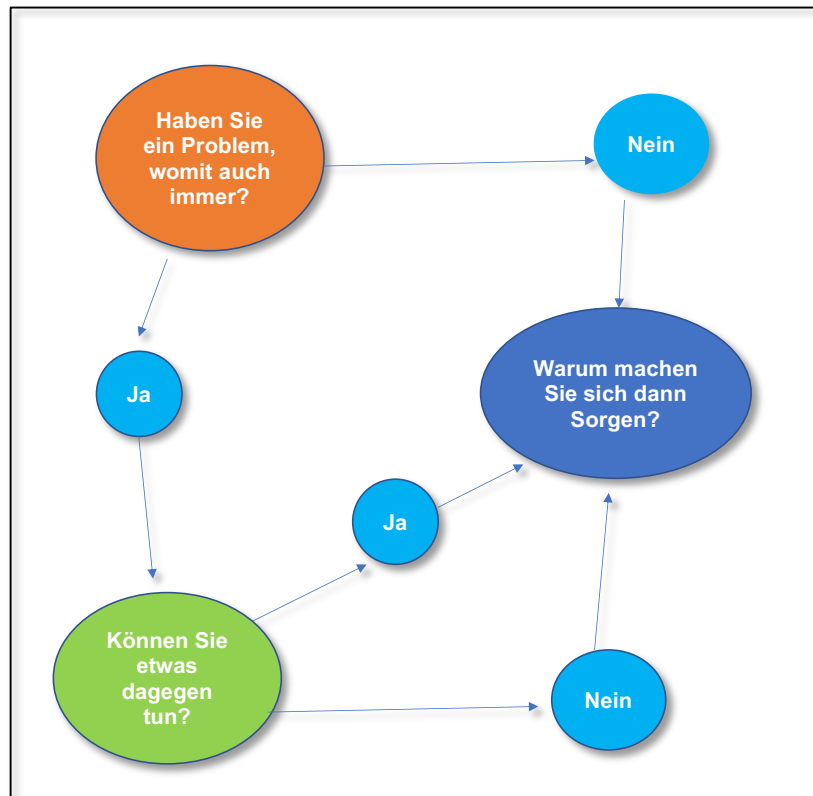 Haben Sie
ein Problem,
womit auch
immer?
Nein
Ja
Warum machen
Sie sich dann
Sorgen?
Ja
Können Sie
etwas
dagegen
tun?
Nein